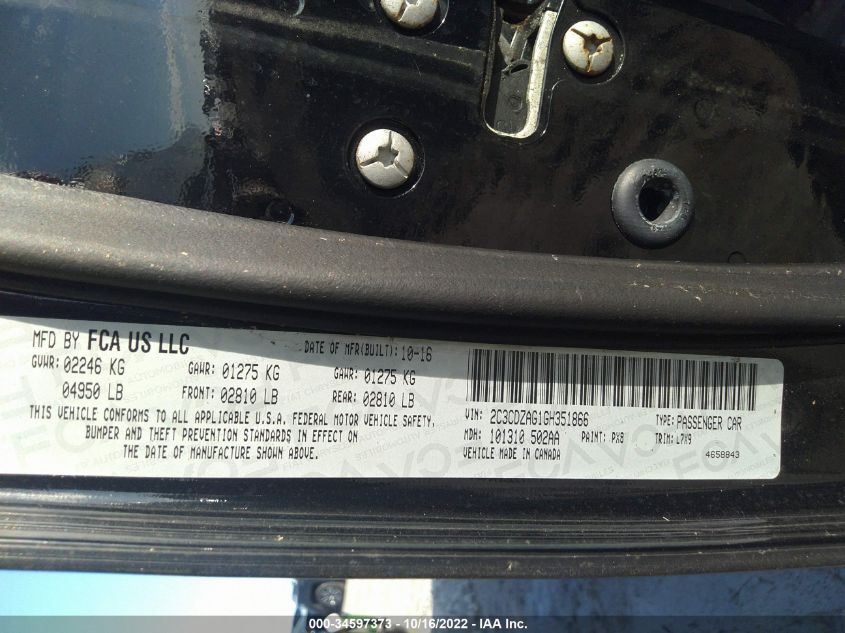 MFD BY FCA US LLC DATE OF MFR(BUILT): 10-16
GVWR: 02246 KG GAWR: 01275 KG GAWR: 01275 KG
04950 LB FRONT: 02810 LB REAR: 02810 LB
THIS VEHICLE CONFORMS TO ALL APPLICABLE U.S.A. FEDERAL MOTOR VEHICLE SAFETY,
BUMPER AND THEFT PREVENTION STANDARDS IN EFFECT ON
THE DATE OF MANUFACTURE SHOWN ABOVE.
VIN: 2C3CDZAG1GH351866 TYPE: PASSENGER CAR
MDH: 101310 502AA PAINT: PX8 TRIM: L7X9
VEHICLE MADE IN CANADA 4658843
000-34597373 - 10/16/2022 - IAAI.COM